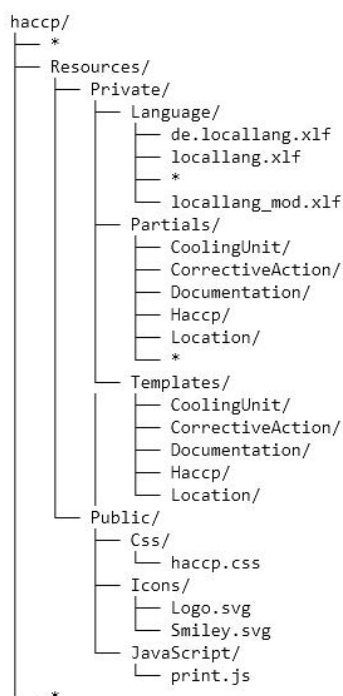 haccp/
├── *
├── Resources/
│   ├── Private/
│   │   ├── Language/
│   │   │   ├── de.locallang.xlf
│   │   │   ├── locallang.xlf
│   │   │   ├── *
│   │   │   └── locallang_mod.xlf
│   │   ├── Partials/
│   │   │   ├── CoolingUnit/
│   │   │   ├── CorrectiveAction/
│   │   │   ├── Documentation/
│   │   │   ├── Haccp/
│   │   │   ├── Location/
│   │   │   └── *
│   │   └── Templates/
│   │   │   ├── CoolingUnit/
│   │   │   ├── CorrectiveAction/
│   │   │   ├── Documentation/
│   │   │   ├── Haccp/
│   │   │   └── Location/
│   └── Public/
│       ├── Css/
│       │   └── haccp.css
│       ├── Icons/
│       │   ├── Logo.svg
│       │   └── Smiley.svg
│       └── JavaScript/
│           └── print.js
├── *